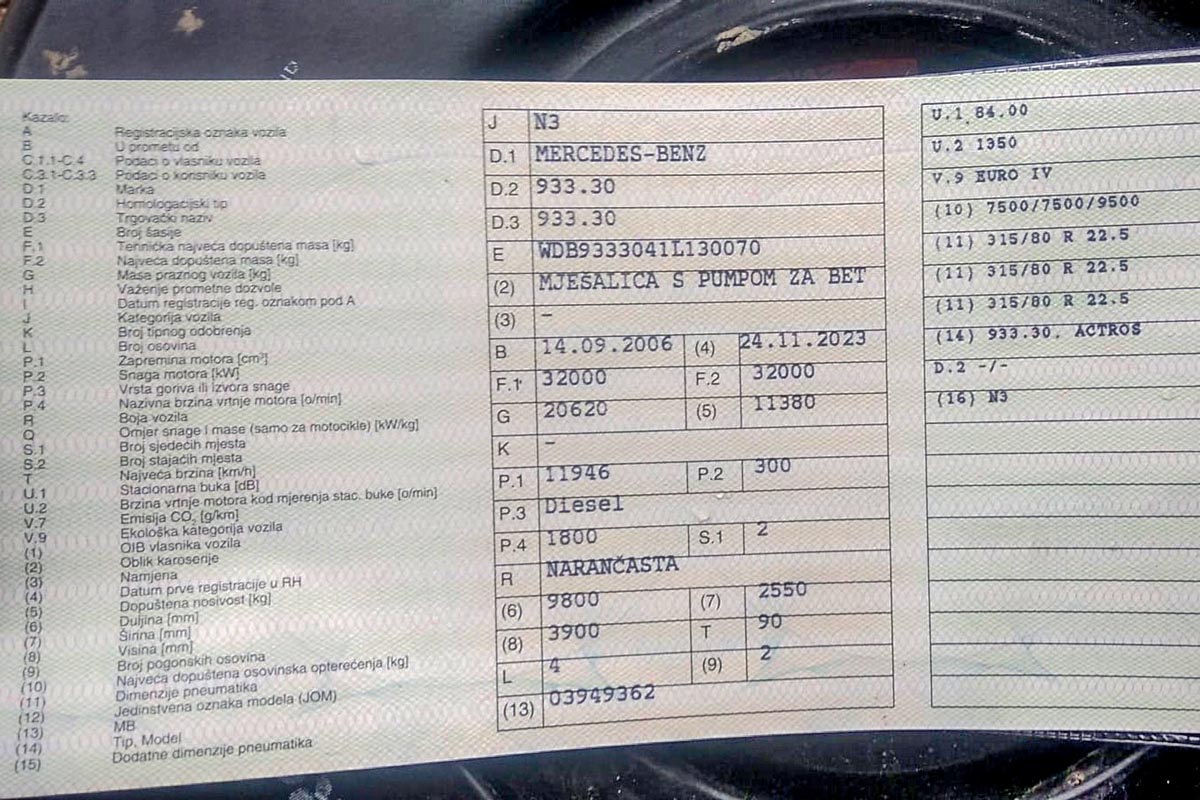 Kazalo:
A Registracijska oznaka vozila
B U prometu od
C.1.1-C.4 Podaci o vlasniku vozila
C.3.1-C.3.3 Podaci o korisniku vozila
D.1 Marka
D.2 Homologacijski tip
D.3 Trgovački naziv
E Broj šasije
F.1 Tehnička najveća dopuštena masa [kg]
F.2 Najveća dopuštena masa [kg]
G Masa praznog vozila [kg]
H Važenje prometne dozvole
I Datum registracije reg. oznakom pod A
J Kategorija vozila
K Broj tipnog odobrenja
L Broj osovina
P.1 Zapremina motora [cm³]
P.2 Snaga motora [kW]
P.3 Vrsta goriva ili izvora snage
P.4 Nazivna brzina vrtnje motora [o/min]
R Boja vozila
Q Omjer snage i mase (samo za motocikle) [kW/kg]
S.1 Broj sjedećih mjesta
S.2 Broj stajaćih mjesta
T Najveća brzina [km/h]
U.1 Stacionarna buka [dB]
U.2 Brzina vrtnje motora kod mjerenja stac. buke [o/min]
V.7 Emisija CO₂ [g/km]
V.9 Ekološka kategorija vozila
(1) OIB vlasnika vozila
(2) Oblik karoserije
(3) Namjena
(4) Datum prve registracije u RH
(5) Dopuštena nosivost [kg]
(6) Duljina [mm]
(7) Širina [mm]
(8) Visina [mm]
(9) Broj pogonskih osovina
(10) Najveća dopuštena osovinska opterećenja [kg]
(11) Dimenzije pneumatika
(12) Jedinstvena oznaka modela (JOM)
(13) MB
(14) Tip, Model
(15) Dodatne dimenzije pneumatika
J N3
D.1 MERCEDES-BENZ
D.2 933.30
D.3 933.30
E WDB9333041L130070
(2) MJEŠALICA S PUMPOM ZA BET
(3) -
B 14.09.2006 (4) 24.11.2023
F.1 32000 F.2 32000
G 20620 (5) 11380
K -
P.1 11946 P.2 300
P.3 Diesel
P.4 1800 S.1 2
R NARANČASTA
(6) 9800 (7) 2550
(8) 3900 T 90
L 4 (9) 2
(13) 03949362
U.1 84.00
U.2 1350
V.9 EURO IV
(10) 7500/7500/9500
(11) 315/80 R 22.5
(11) 315/80 R 22.5
(11) 315/80 R 22.5
(14) 933.30. ACTROS
D.2 -/-
(16) N3